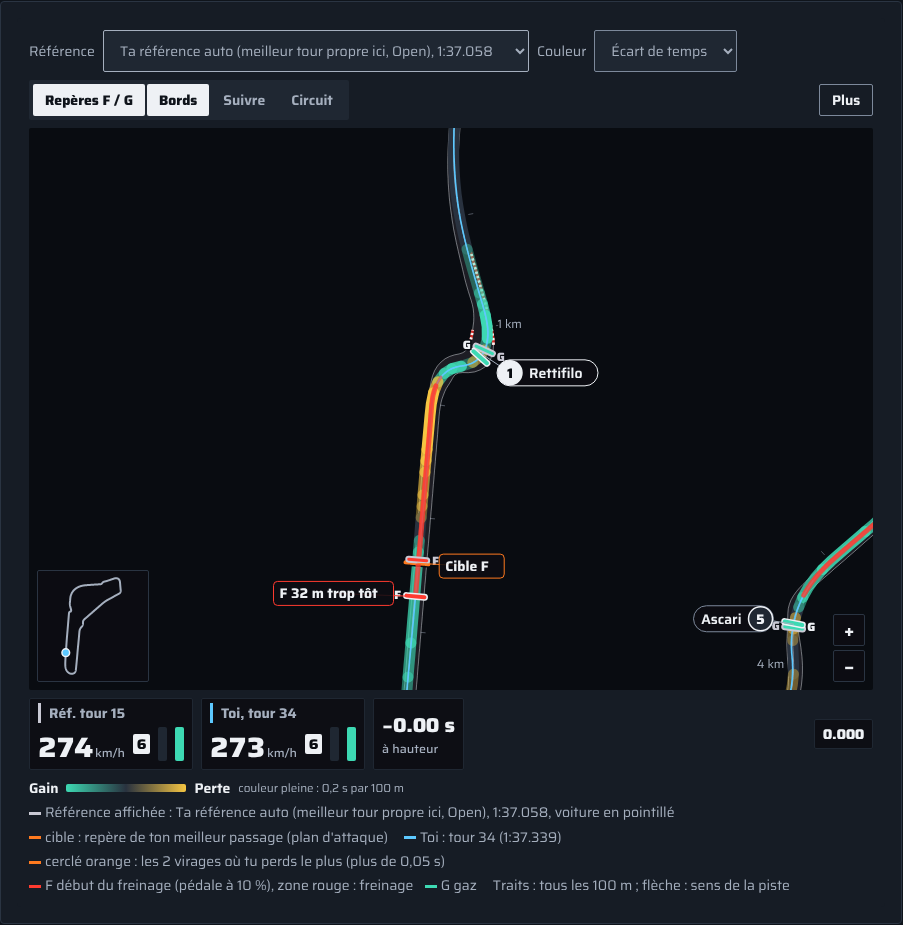 Référence Ta référence auto (meilleur tour propre ici, Open), 1:37.058 Couleur Écart de temps
Repères F / G Bords Suivre Circuit Plus
1 km
G
G
1 Rettifilo
F Cible F
F 32 m trop tôt F
Ascari 5 G G
4 km
+
−
Réf. tour 15
274 km/h 6
Toi, tour 34
273 km/h 6
−0.00 s
à hauteur
0.000
Gain Perte couleur pleine : 0,2 s par 100 m
Référence affichée : Ta référence auto (meilleur tour propre ici, Open), 1:37.058, voiture en pointillé
cible : repère de ton meilleur passage (plan d'attaque) Toi : tour 34 (1:37.339)
cerclé orange : les 2 virages où tu perds le plus (plus de 0,05 s)
F début du freinage (pédale à 10 %), zone rouge : freinage G gaz Traits : tous les 100 m ; flèche : sens de la piste